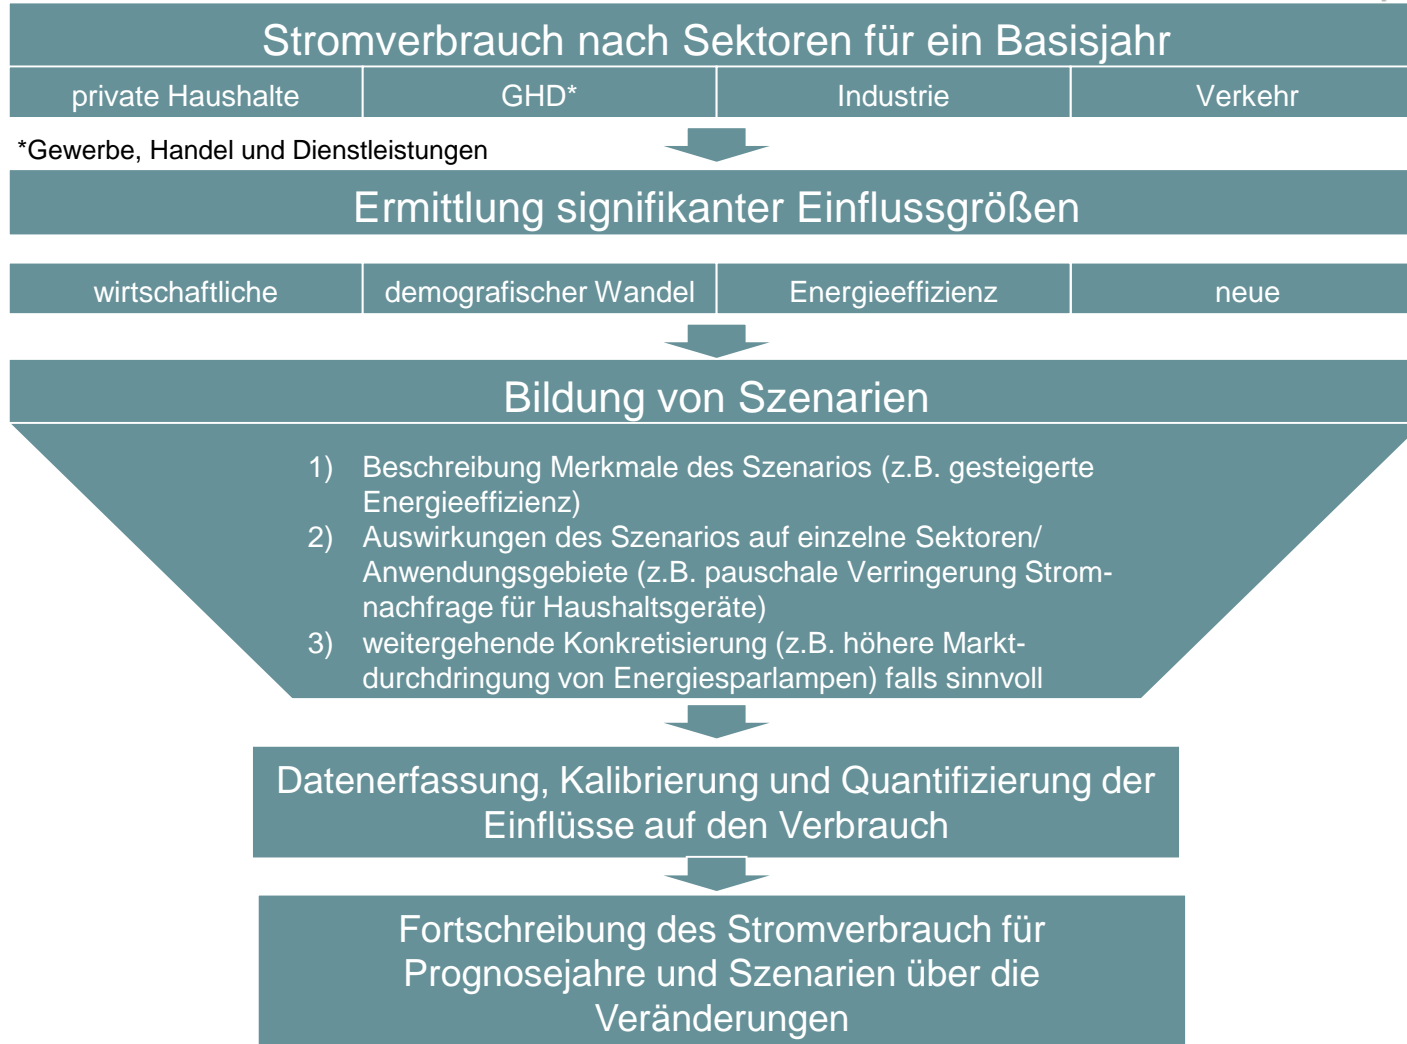 Stromverbrauch nach Sektoren für ein Basisjahr
private Haushalte
GHD*
Industrie
Verkehr
*Gewerbe, Handel und Dienstleistungen
Ermittlung signifikanter Einflussgrößen
wirtschaftliche
demografischer Wandel
Energieeffizienz
neue
Bildung von Szenarien
1) Beschreibung Merkmale des Szenarios (z.B. gesteigerte
Energieeffizienz)
2) Auswirkungen des Szenarios auf einzelne Sektoren/
Anwendungsgebiete (z.B. pauschale Verringerung Strom-
nachfrage für Haushaltsgeräte)
3) weitergehende Konkretisierung (z.B. höhere Markt-
durchdringung von Energiesparlampen) falls sinnvoll
Datenerfassung, Kalibrierung und Quantifizierung der
Einflüsse auf den Verbrauch
Fortschreibung des Stromverbrauch für
Prognosejahre und Szenarien über die
Veränderungen